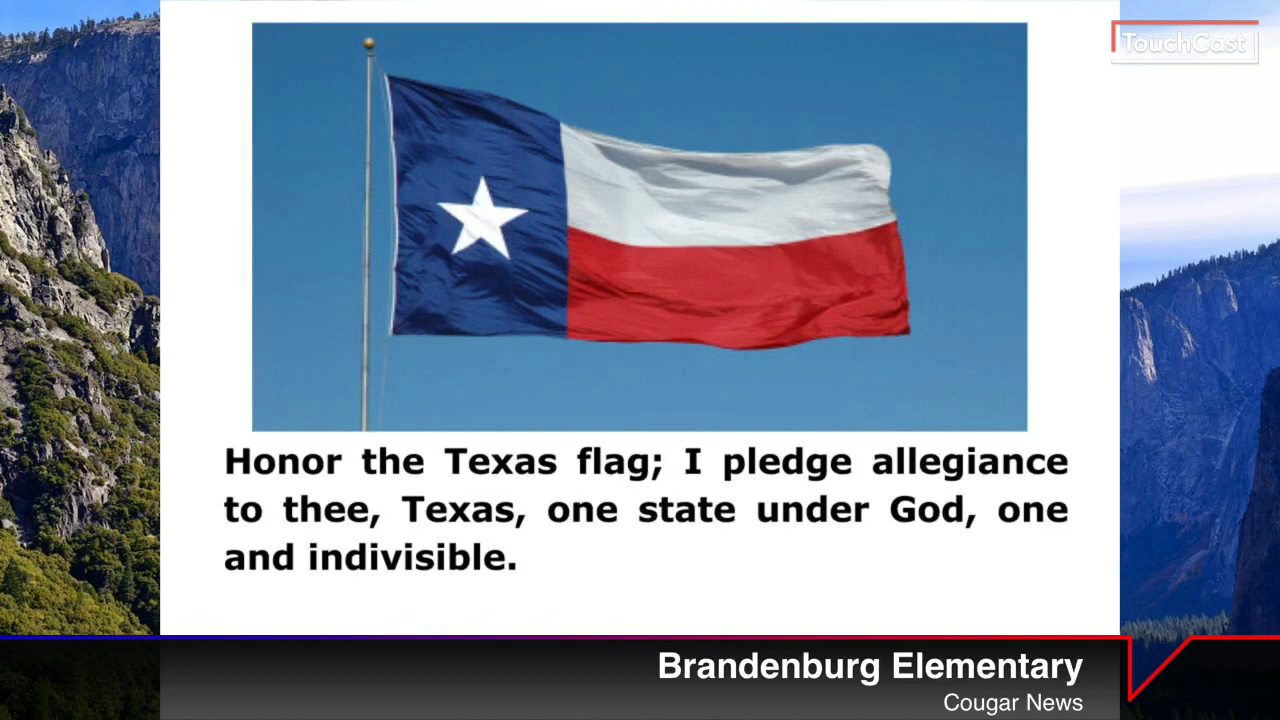 TouchCast
Honor the Texas flag; I pledge allegiance
to thee, Texas, one state under God, one
and indivisible.
Brandenburg Elementary
Cougar News